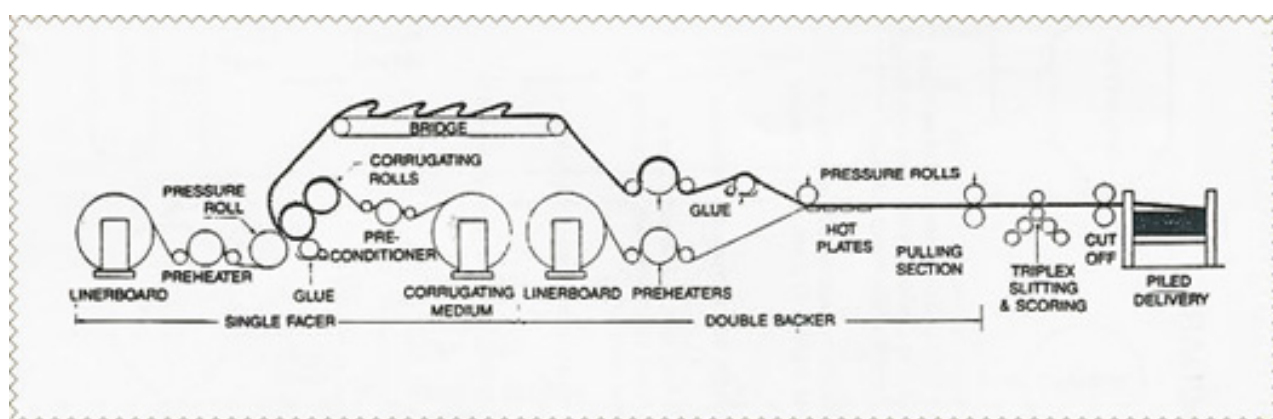 BRIDGE
CORRUGATING
ROLLS
PRESSURE
ROLL
PRE-
CONDITIONER
PREHEATER
LINERBOARD
GLUE
CORRUGATING
MEDIUM
SINGLE FACER
LINERBOARD
PREHEATERS
GLUE
PRESSURE ROLLS
HOT
PLATES
PULLING
SECTION
DOUBLE BACKER
TRIPLEX
SLITTING
& SCORING
CUT
OFF
PILED
DELIVERY